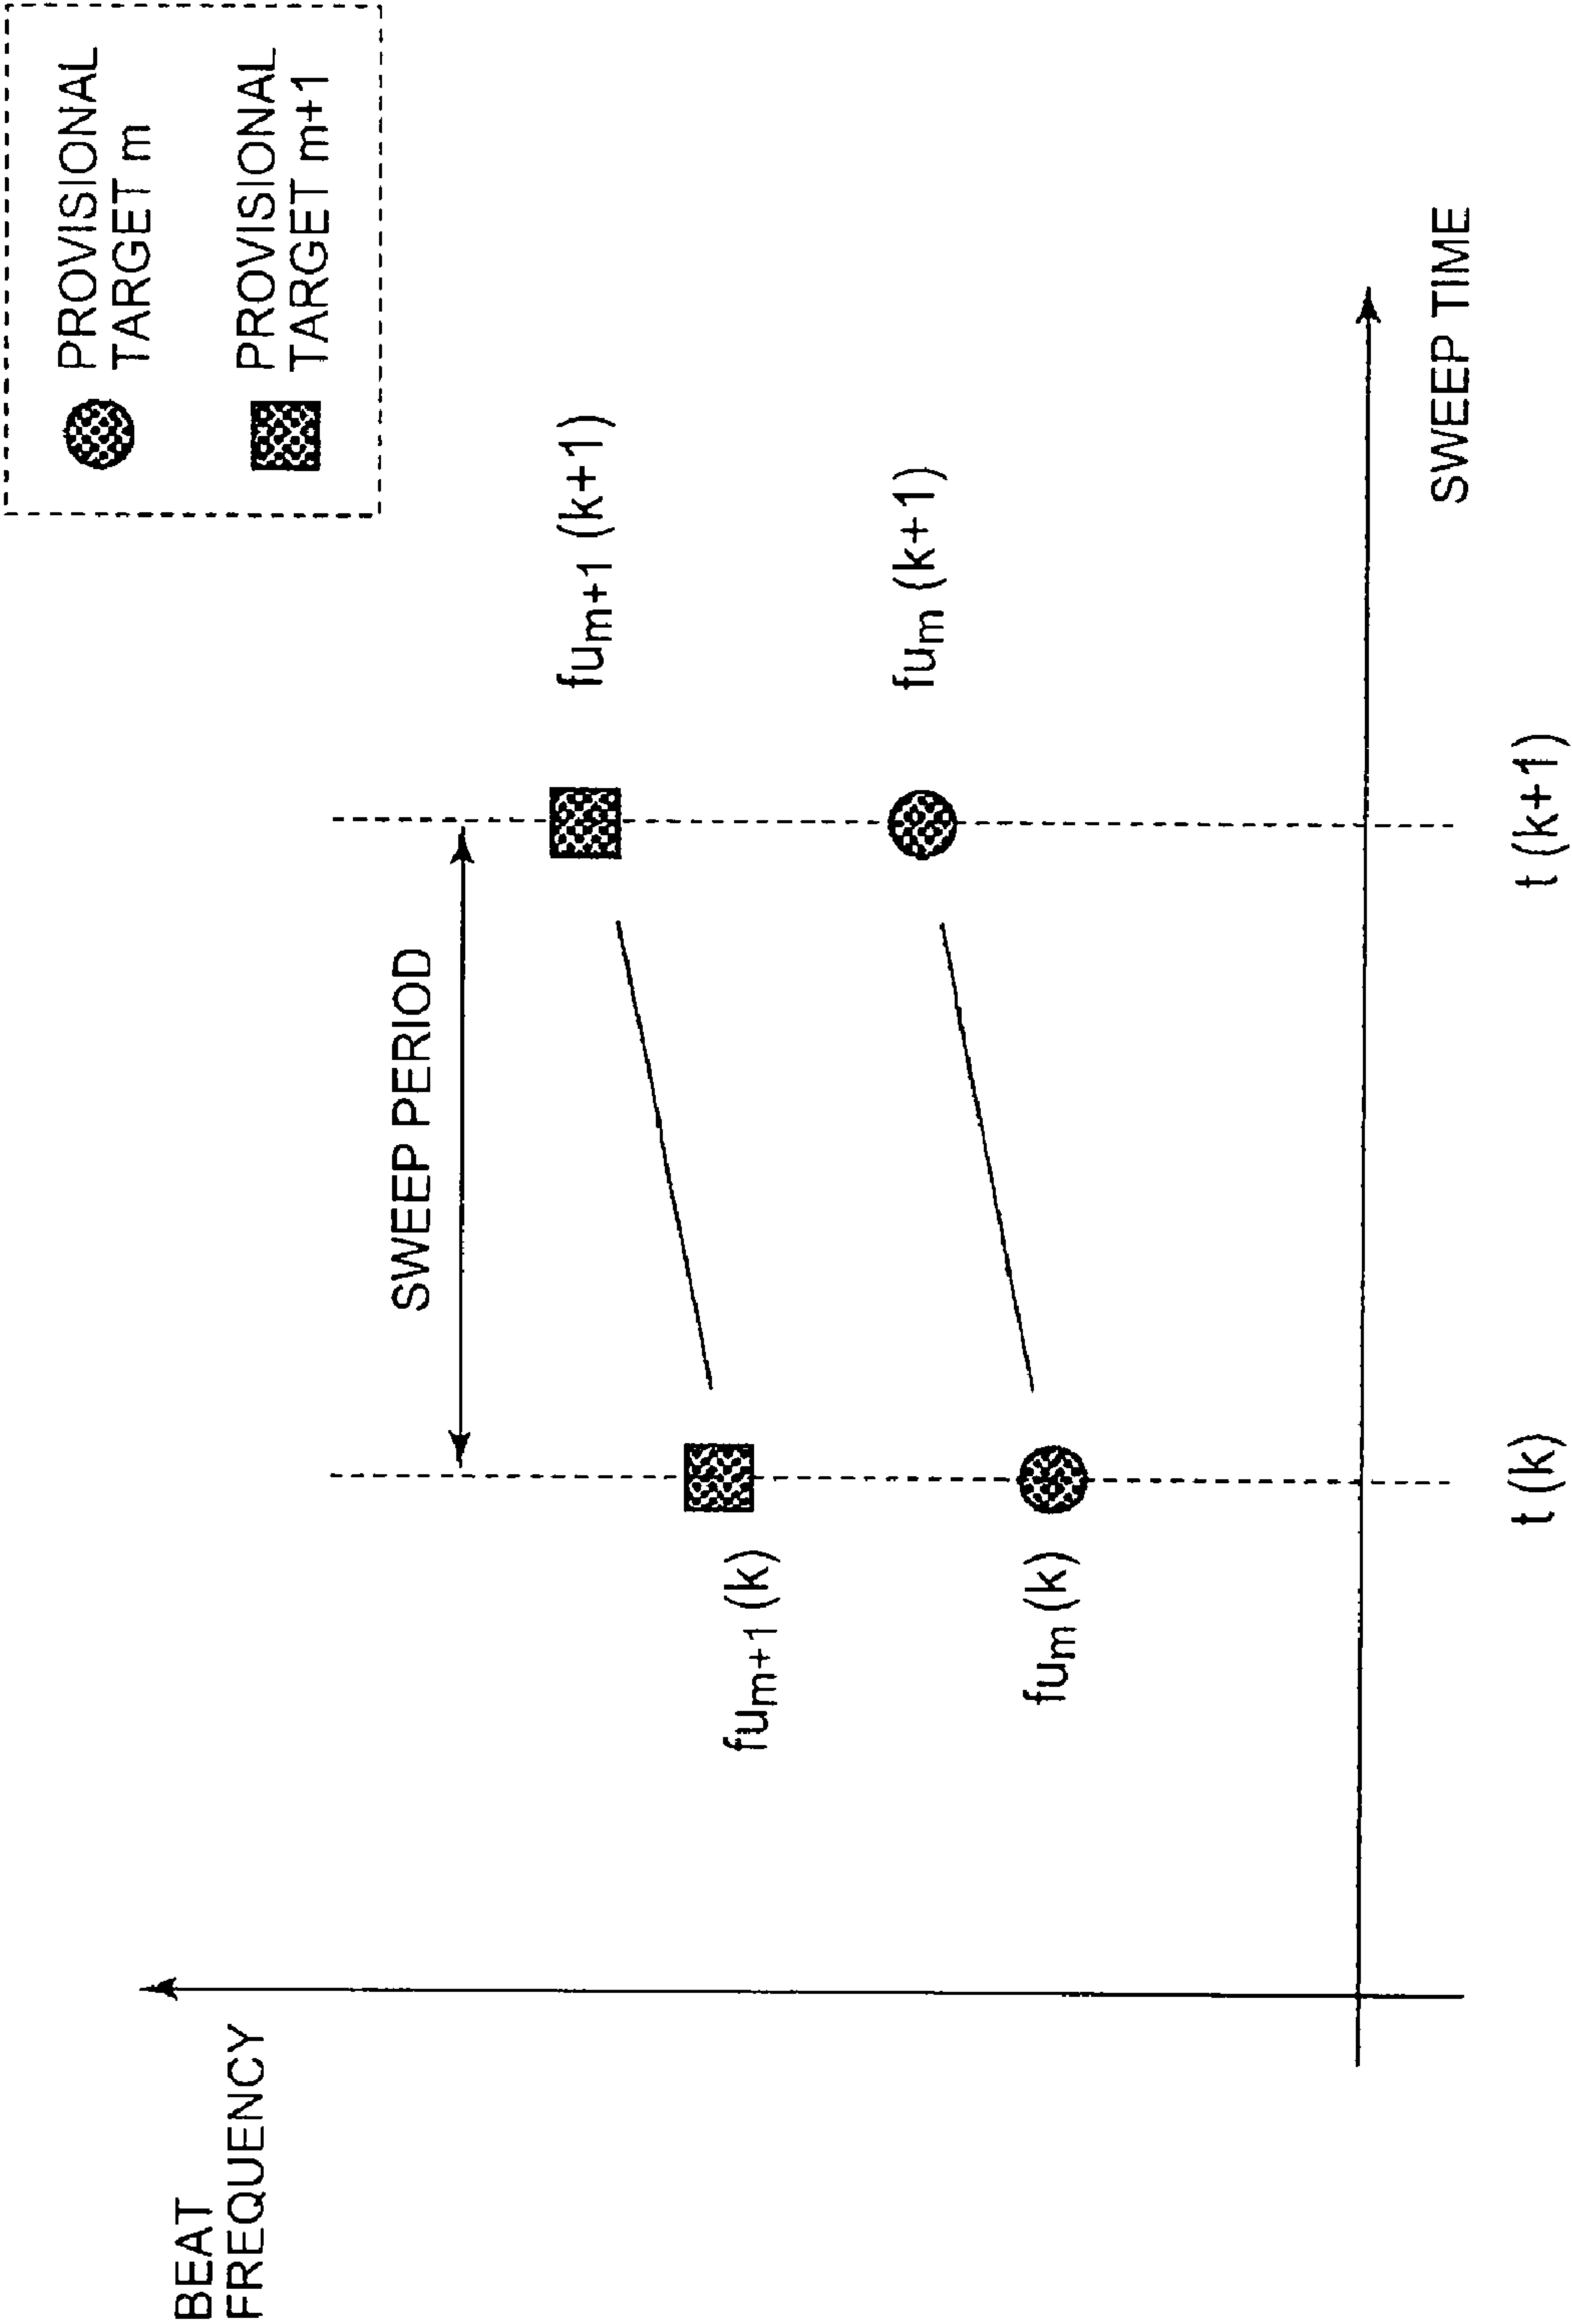 BEAT
FREQUENCY
PROVISIONAL
TARGET m
PROVISIONAL
TARGET m+1
SWEEP PERIOD
fum+1 (k+1)
fum+1 (k)
fum (k+1)
fum (k)
SWEEP TIME
t (k)
t (k+1)